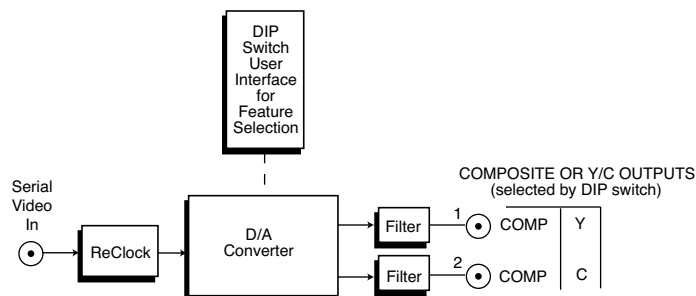 DIP
Switch
User
Interface
for
Feature
Selection
COMPOSITE OR Y/C OUTPUTS
(selected by DIP switch)
Serial
Video
In
ReClock
D/A
Converter
Filter
1
COMP
Y
Filter
2
COMP
C